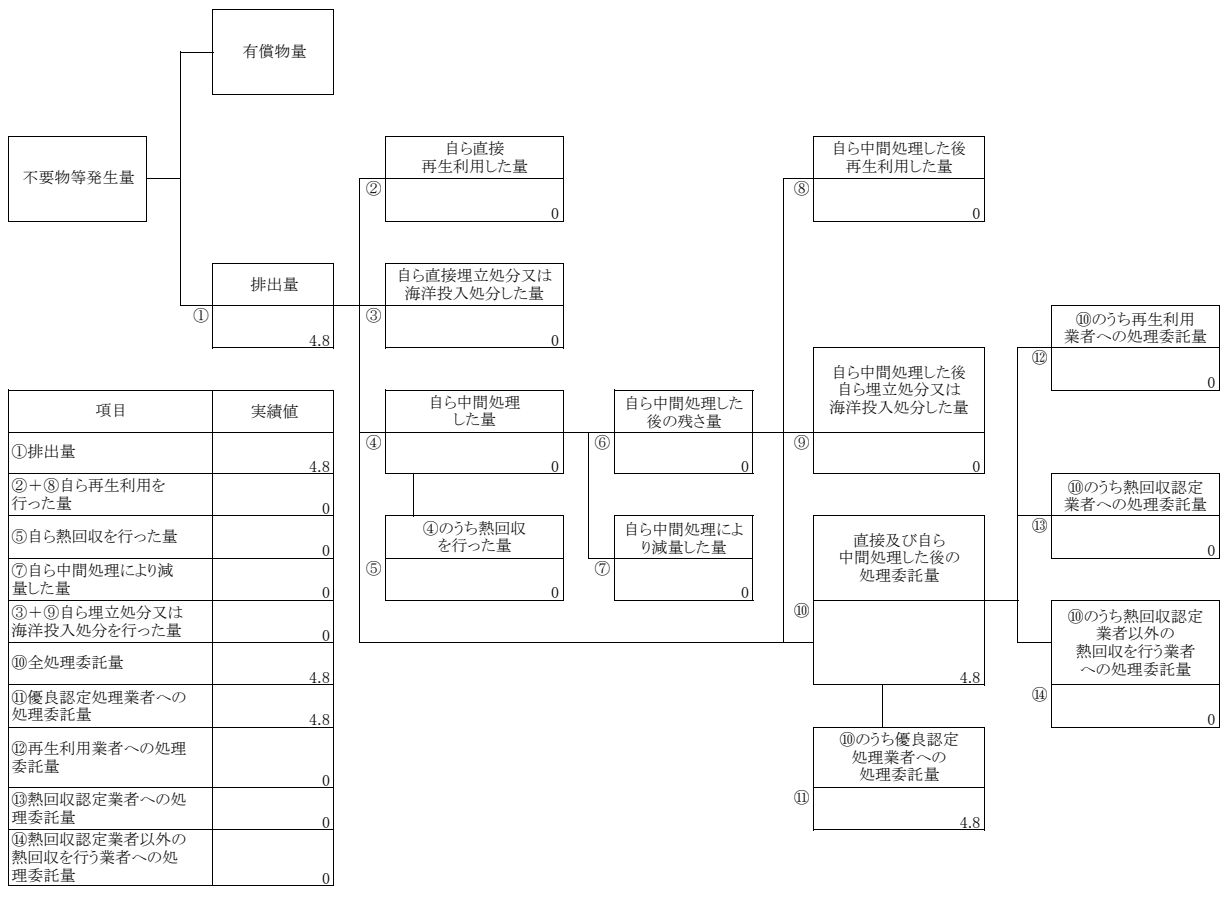 有償物量
不要物等発生量
排出量
①
4.8
自ら直接
再生利用した量
②
0
自ら直接埋立処分又は
海洋投入処分した量
③
0
自ら中間処理
した量
④
0
④のうち熱回収
を行った量
⑤
0
自ら中間処理した
後の残さ量
⑥
0
自ら中間処理によ
り減量した量
⑦
0
自ら中間処理した後
再生利用した量
⑧
0
自ら中間処理した後
自ら埋立処分又は
海洋投入処分した量
⑨
0
直接及び自ら
中間処理した後の
処理委託量
⑩
4.8
⑩のうち優良認定
処理業者への
処理委託量
⑪
4.8
⑩のうち再生利用
業者への処理委託量
⑫
0
⑩のうち熱回収認定
業者への処理委託量
⑬
0
⑩のうち熱回収認定
業者以外の
熱回収を行う業者
への処理委託量
⑭
0
項目 実績値
①排出量
4.8
②+⑧自ら再生利用を
行った量
0
⑤自ら熱回収を行った量
0
⑦自ら中間処理により減
量した量
0
③+⑨自ら埋立処分又は
海洋投入処分を行った量
0
⑩全処理委託量
4.8
⑪優良認定処理業者への
処理委託量
4.8
⑫再生利用業者への処理
委託量
0
⑬熱回収認定業者への処
理委託量
0
⑭熱回収認定業者以外の
熱回収を行う業者への処
理委託量
0